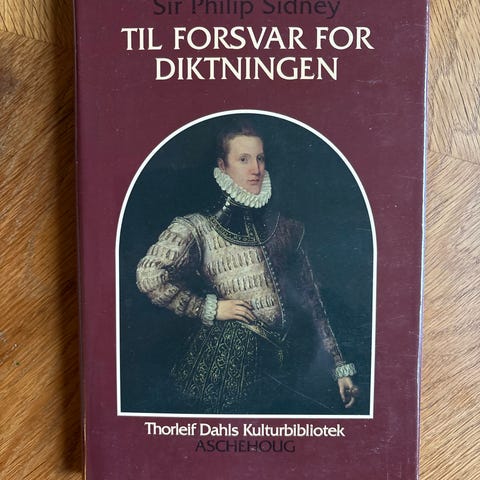 Sir Philip Sidney
TIL FORSVAR FOR
DIKTNINGEN
Thorleif Dahls Kulturbibliotek
ASCHEHOUG